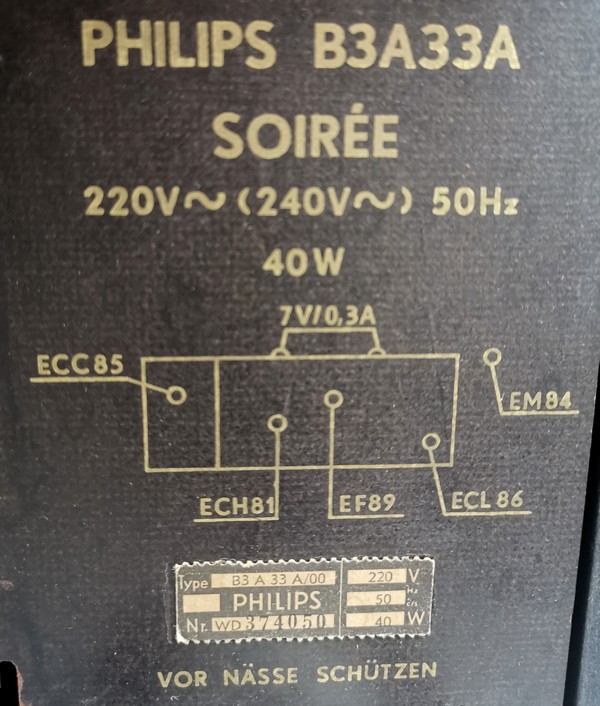 PHILIPS B3A33A
SOIRÉE
220V~ (240V~) 50Hz
40W
7V/0,3A
ECC85
EM84
ECH81 EF89 ECL86
Type B3 A 33 A/00 220 V
PHILIPS 50 Hz c/s
Nr. WD 374050 40 W
VOR NÄSSE SCHÜTZEN